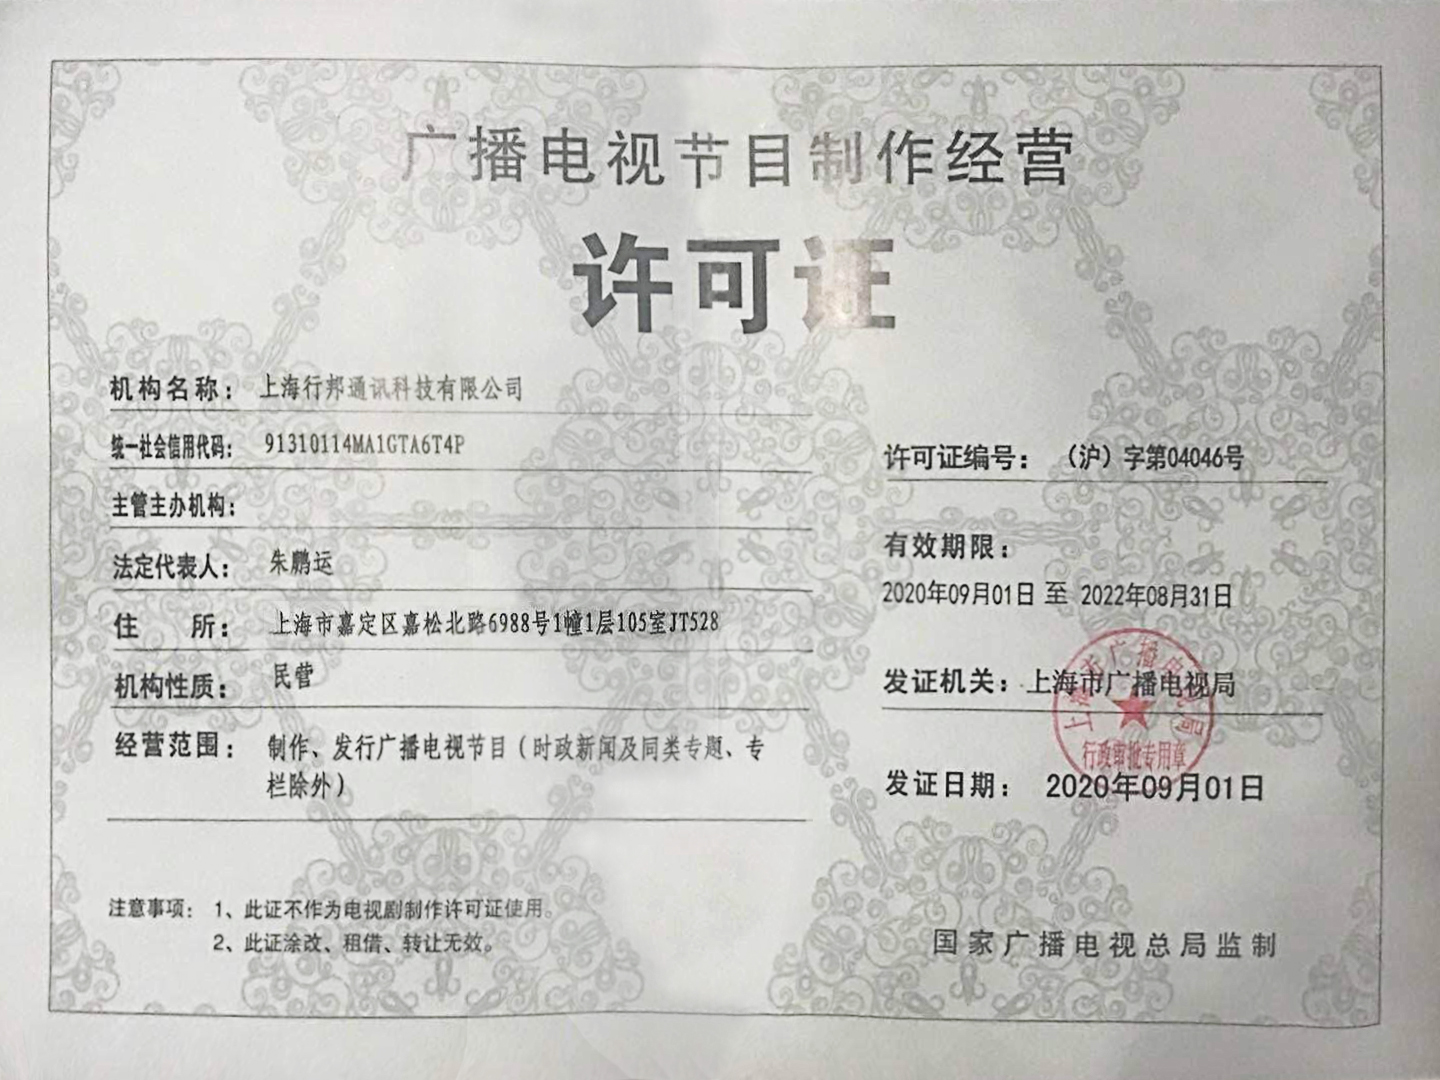 广播电视节目制作经营
许可证
机构名称：上海行邦通讯科技有限公司
统一社会信用代码：91310114MA1GTA6T4P
主管主办机构：
法定代表人：朱鹏运
住　　所：上海市嘉定区嘉松北路6988号1幢1层105室JT528
机构性质：民营
经营范围：制作、发行广播电视节目（时政新闻及同类专题、专
栏除外）
许可证编号：（沪）字第04046号
有效期限：
2020年09月01日 至 2022年08月31日
发证机关：上海市广播电视局
上海市广播电视局
行政审批专用章
发证日期：2020年09月01日
注意事项：1、此证不作为电视剧制作许可证使用。
2、此证涂改、租借、转让无效。
国家广播电视总局监制